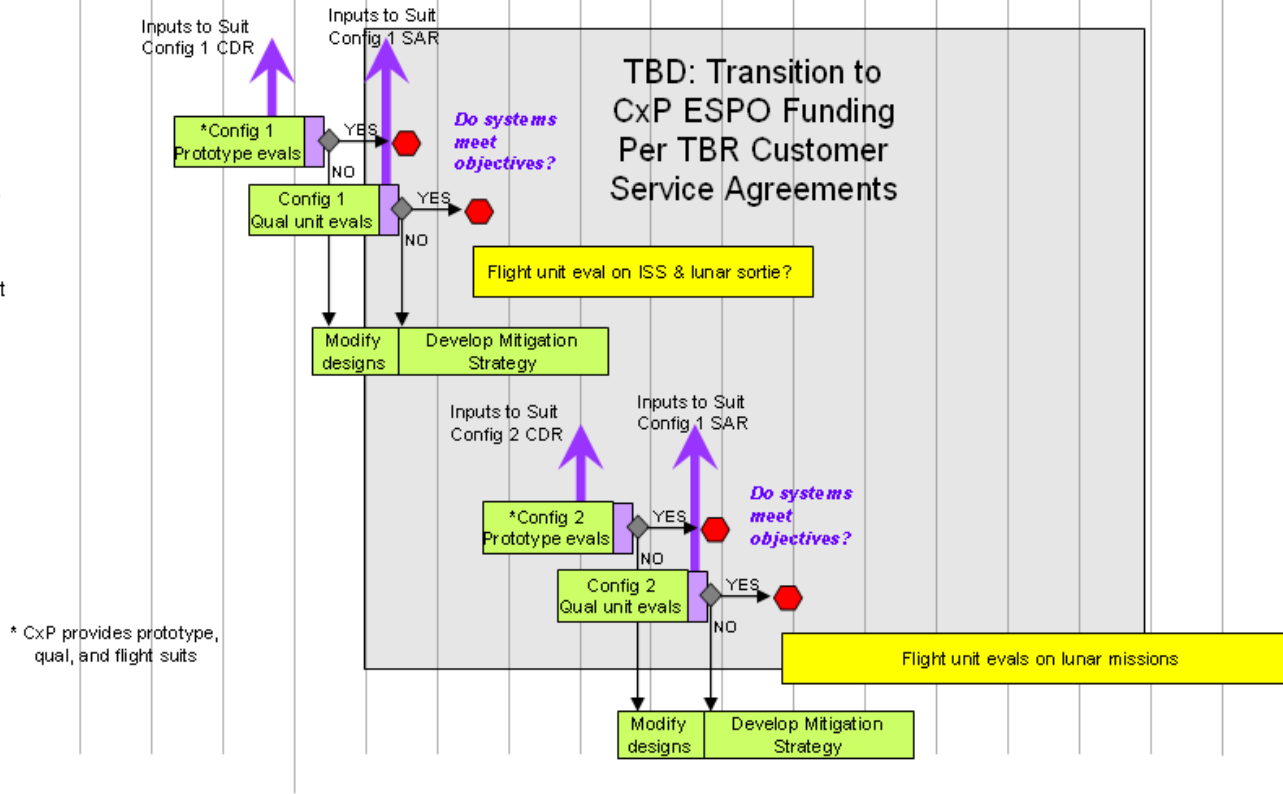 Inputs to Suit
Config 1 CDR
Inputs to Suit
Config 1 SAR
TBD: Transition to
CxP ESPO Funding
Per TBR Customer
Service Agreements
*Config 1
Prototype evals
YES
NO
Do systems
meet
objectives?
Config 1
Qual unit evals
YES
NO
Flight unit eval on ISS & lunar sortie?
t
Modify
designs
Develop Mitigation
Strategy
Inputs to Suit
Config 2 CDR
Inputs to Suit
Config 1 SAR
*Config 2
Prototype evals
YES
NO
Do systems
meet
objectives?
Config 2
Qual unit evals
YES
NO
* CxP provides prototype,
qual, and flight suits
Flight unit evals on lunar missions
Modify
designs
Develop Mitigation
Strategy